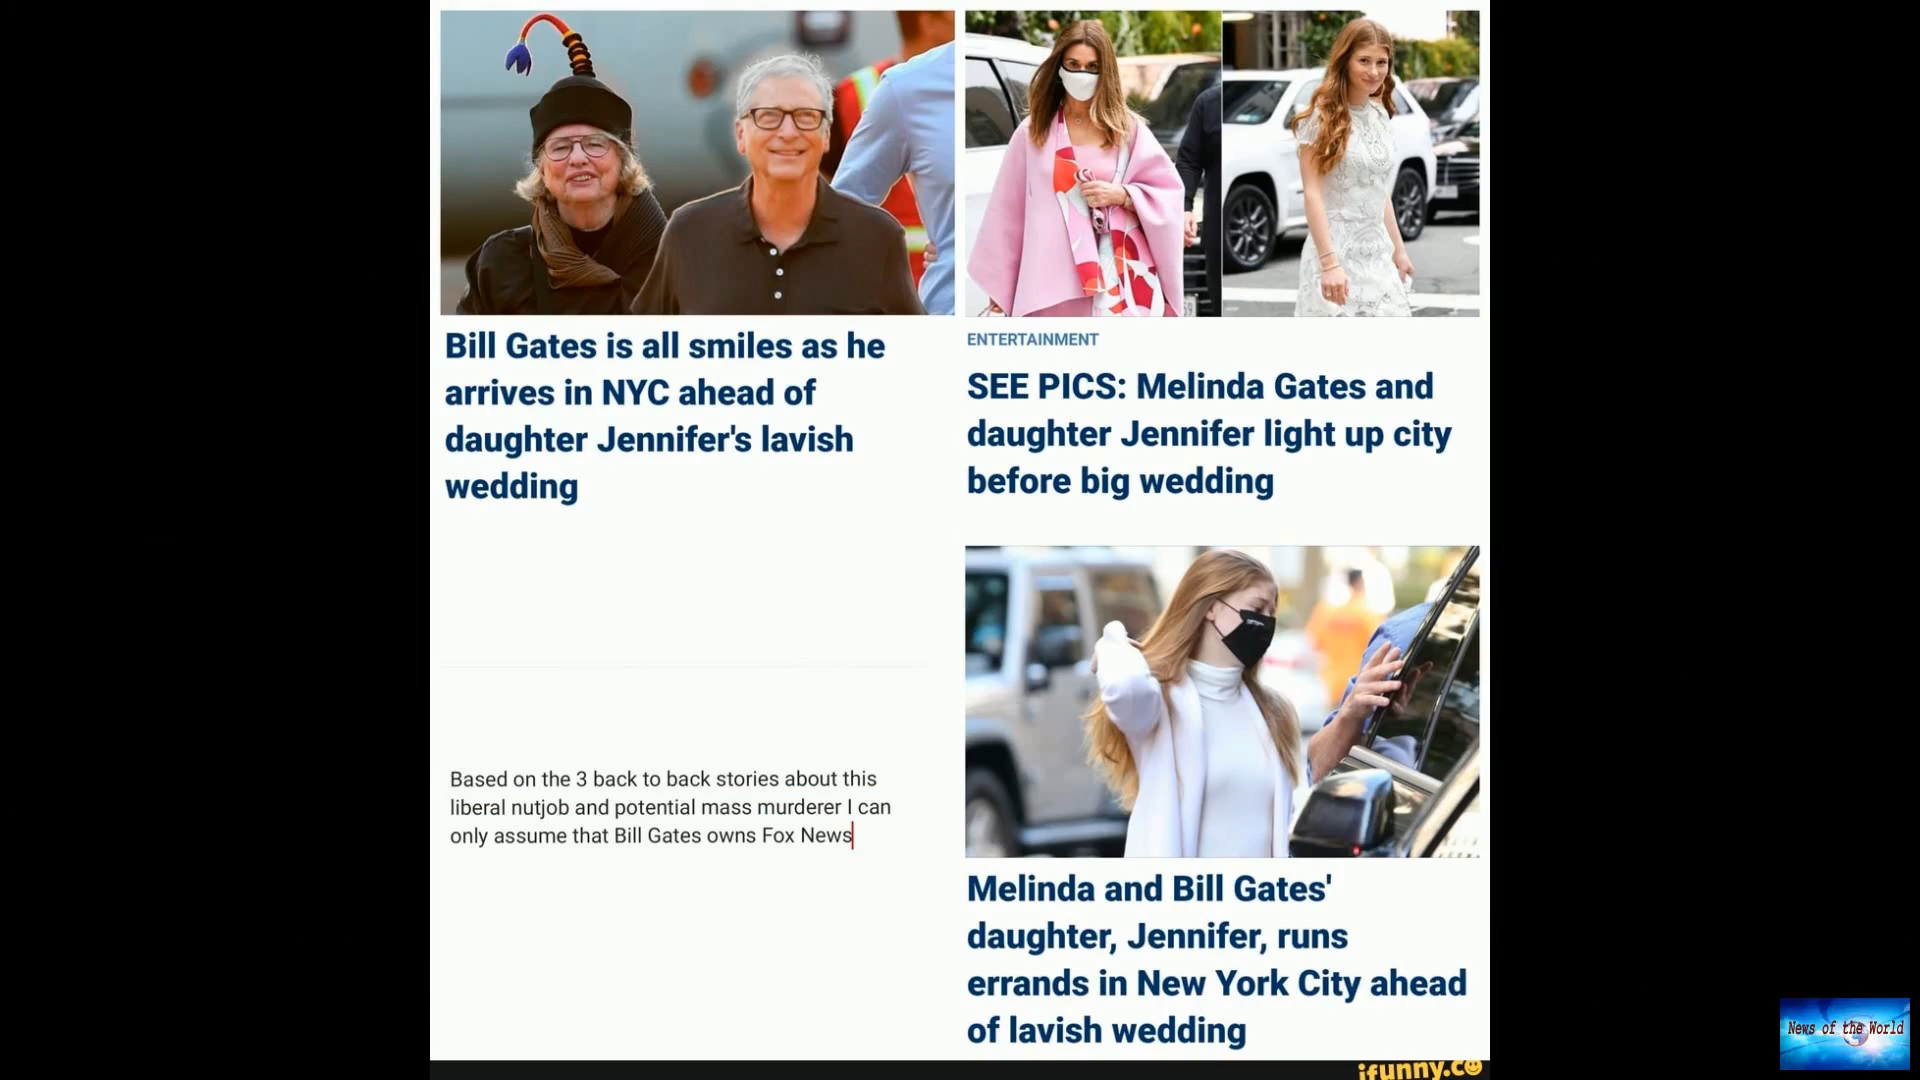 Bill Gates is all smiles as he
arrives in NYC ahead of
daughter Jennifer's lavish
wedding
ENTERTAINMENT
SEE PICS: Melinda Gates and
daughter Jennifer light up city
before big wedding
Based on the 3 back to back stories about this
liberal nutjob and potential mass murderer I can
only assume that Bill Gates owns Fox News
Melinda and Bill Gates'
daughter, Jennifer, runs
errands in New York City ahead
of lavish wedding
ifunny.co
News of the World